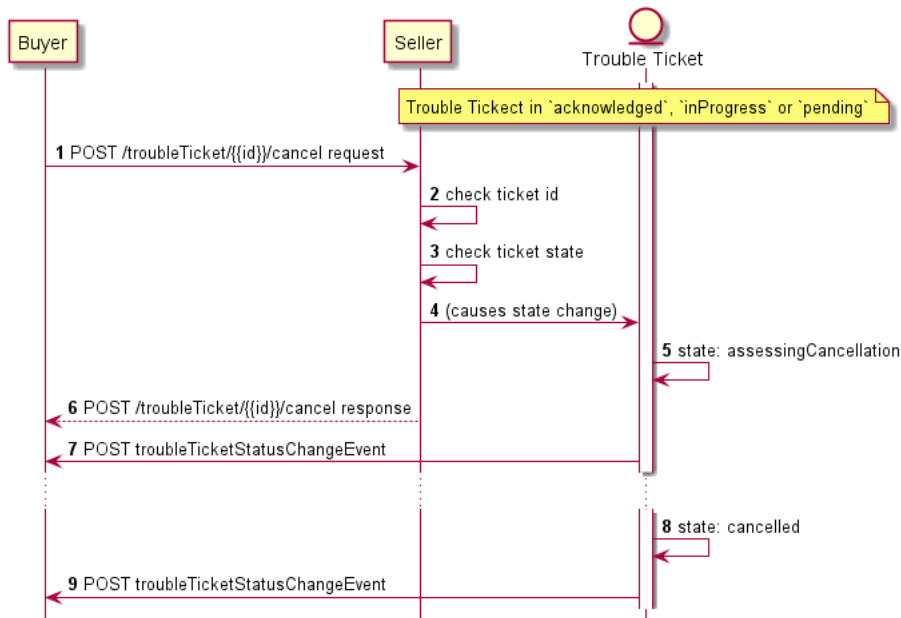 Buyer
Seller
Trouble Ticket
Trouble Tickect in `acknowledged`, `inProgress` or `pending`
1 POST /troubleTicket/{{id}}/cancel request
2 check ticket id
3 check ticket state
4 (causes state change)
5 state: assessingCancellation
6 POST /troubleTicket/{{id}}/cancel response
7 POST troubleTicketStatusChangeEvent
8 state: cancelled
9 POST troubleTicketStatusChangeEvent